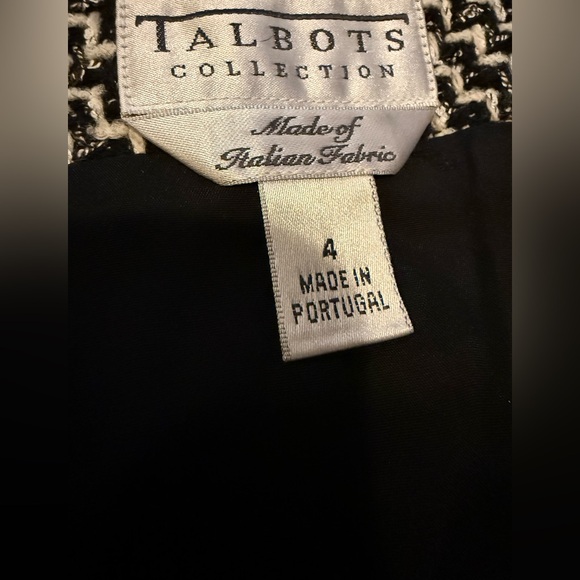 TALBOTS
COLLECTION
Made of
Italian Fabric
4
MADE IN
PORTUGAL